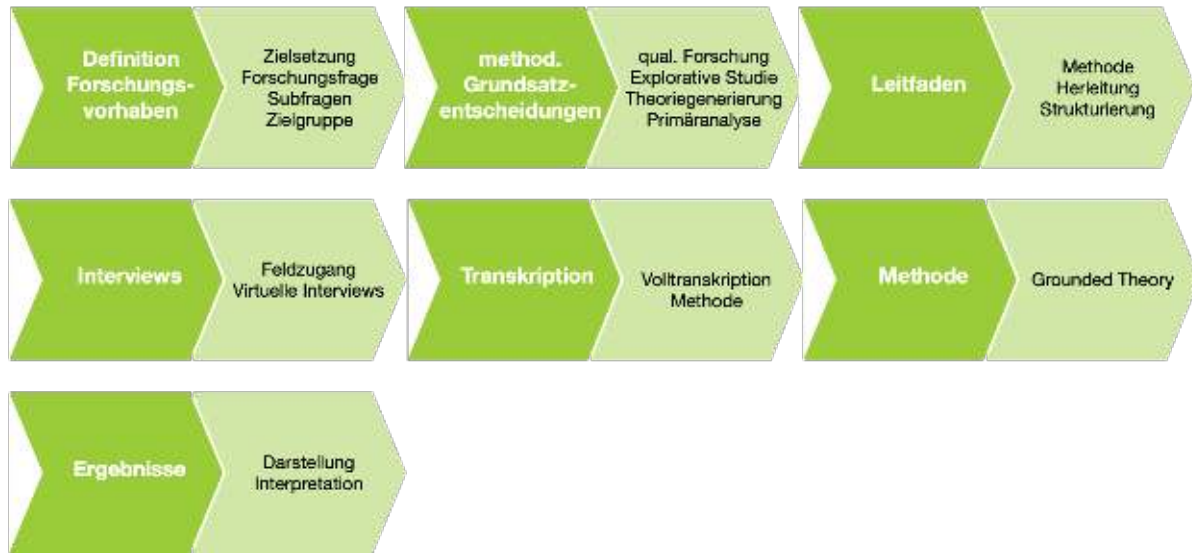 Definition
Forschungs-
vorhaben
Zielsetzung
Forschungsfrage
Subfragen
Zielgruppe
method.
Grundsatz-
entscheidungen
qual. Forschung
Explorative Studie
Theoriegenerierung
Primäranalyse
Leitfaden
Methode
Herleitung
Strukturierung
Interviews
Feldzugang
Virtuelle Interviews
Transkription
Volltranskription
Methode
Methode
Grounded Theory
Ergebnisse
Darstellung
Interpretation